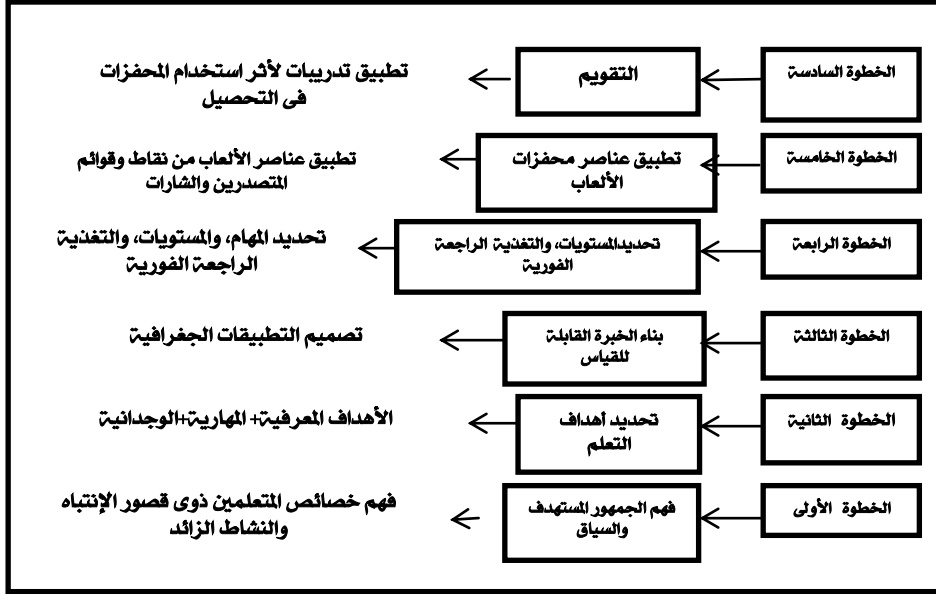 الخطوة السادسة
التقويم
تطبيق تدريبات لأثر استخدام المحفزات
فى التحصيل
الخطوة الخامسة
تطبيق عناصر محفزات
الألعاب
تطبيق عناصر الألعاب من نقاط وقوائم
المتصدرين والشارات
الخطوة الرابعة
تحديدالمستويات، والتغذية الراجعة
الفورية
تحديد المهام، والمستويات، والتغذية
الراجعة الفورية
الخطوة الثالثة
بناء الخبرة القابلة
للقياس
تصميم التطبيقات الجغرافية
الخطوة الثانية
تحديد أهداف
التعلم
الأهداف المعرفية+ المهارية+الوجدانية
الخطوة الأولى
فهم الجمهور المستهدف
والسياق
فهم خصائص المتعلمين ذوى قصور الإنتباه
والنشاط الزائد